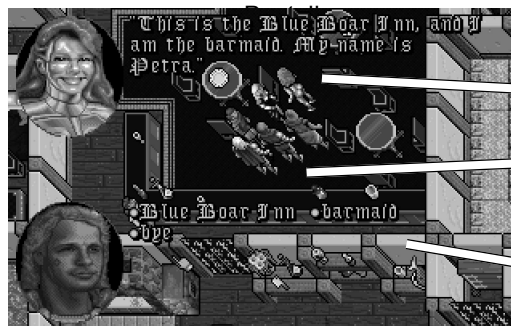 "This is the Blue Boar Inn, and I
am the barmaid. My name is
Petra."
Blue Boar Inn barmaid
bye